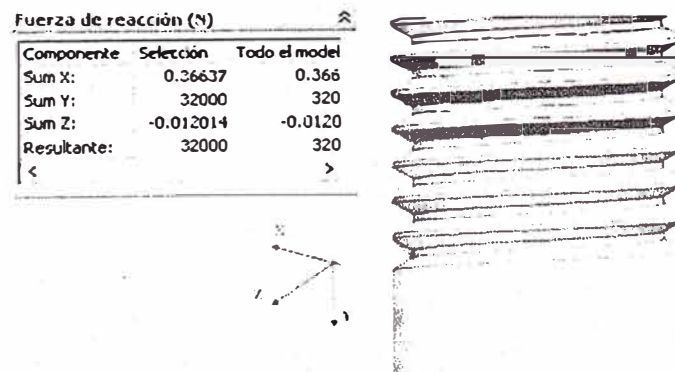 Fuerza de reacción (N)
Componente Selección Todo el model
Sum X: 0.36637 0.366
Sum Y: 32000 320
Sum Z: -0.012014 -0.0120
Resultante: 32000 320
< >
Z